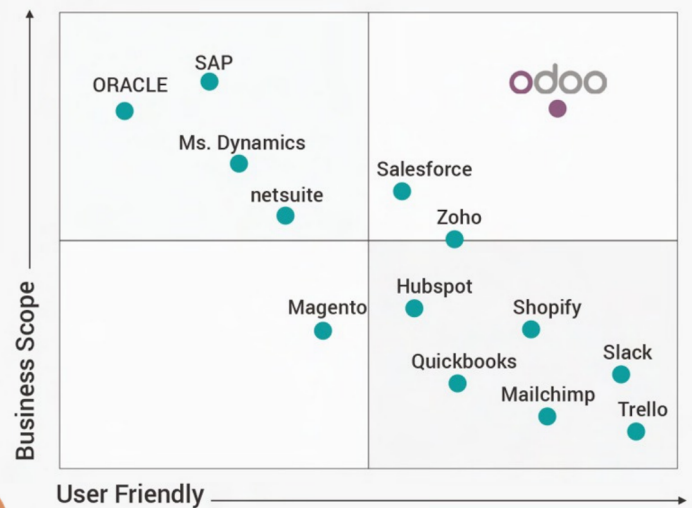 SAP
ORACLE
odoo
Ms. Dynamics
Salesforce
netsuite
Zoho
Hubspot
Magento
Shopify
Quickbooks
Slack
Mailchimp
Trello
Business Scope
User Friendly